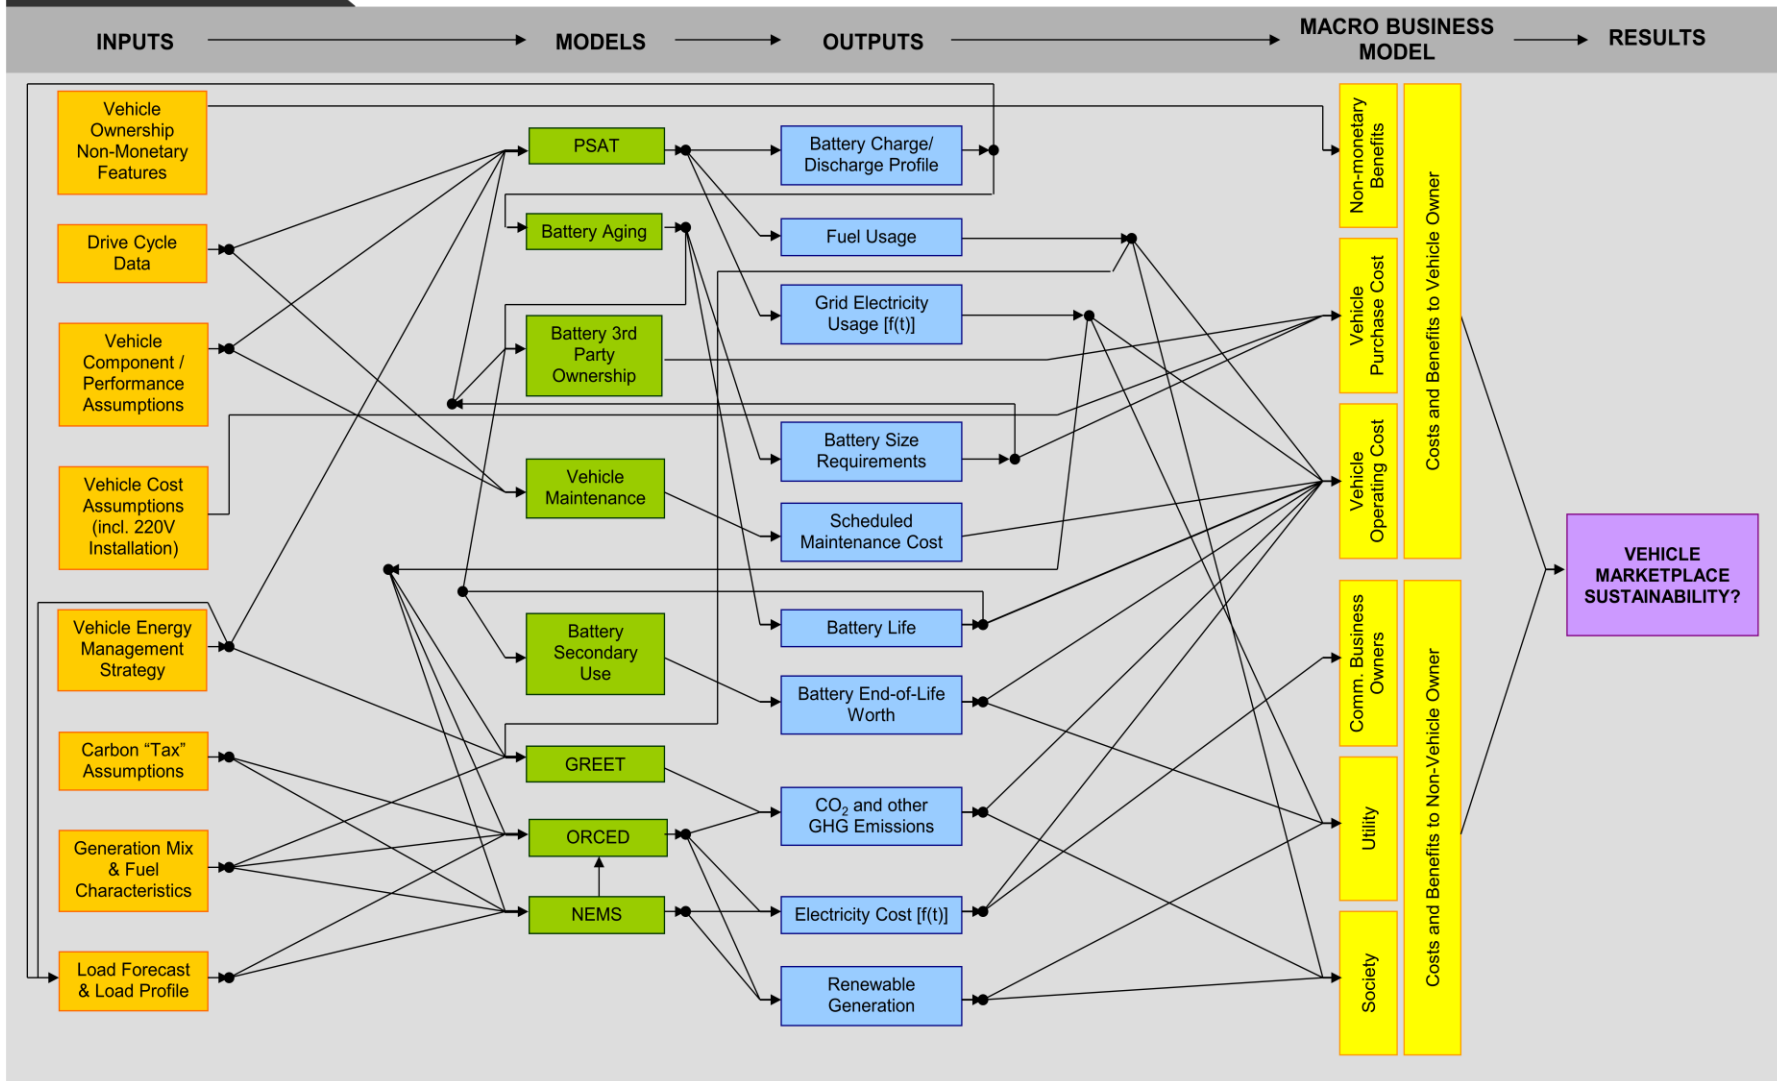 INPUTS
MODELS
OUTPUTS
MACRO BUSINESS
MODEL
RESULTS
Vehicle
Ownership
Non-Monetary
Features
Drive Cycle
Data
Vehicle
Component /
Performance
Assumptions
Vehicle Cost
Assumptions
(incl. 220V
Installation)
Vehicle Energy
Management
Strategy
Carbon “Tax”
Assumptions
Generation Mix
& Fuel
Characteristics
Load Forecast
& Load Profile
PSAT
Battery Aging
Battery 3rd
Party
Ownership
Vehicle
Maintenance
Battery
Secondary
Use
GREET
ORCED
NEMS
Battery Charge/
Discharge Profile
Fuel Usage
Grid Electricity
Usage [f(t)]
Battery Size
Requirements
Scheduled
Maintenance Cost
Battery Life
Battery End-of-Life
Worth
CO₂ and other
GHG Emissions
Electricity Cost [f(t)]
Renewable
Generation
Non-monetary
Benefits
Vehicle
Purchase Cost
Vehicle
Operating Cost
Comm. Business
Owners
Utility
Society
Costs and Benefits to Vehicle Owner
Costs and Benefits to Non-Vehicle Owner
VEHICLE
MARKETPLACE
SUSTAINABILITY?